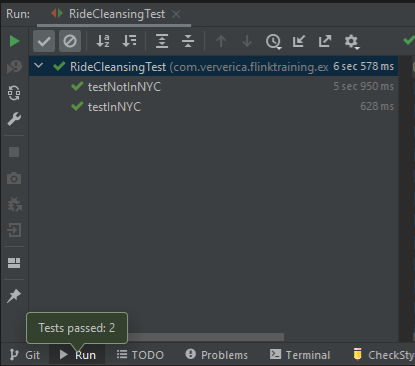 Run: RideCleansingTest
RideCleansingTest (com.ververica.flinktraining.ex 6 sec 578 ms
testNotInNYC 5 sec 950 ms
testInNYC 628 ms
Tests passed: 2
Git Run TODO Problems Terminal CheckSty